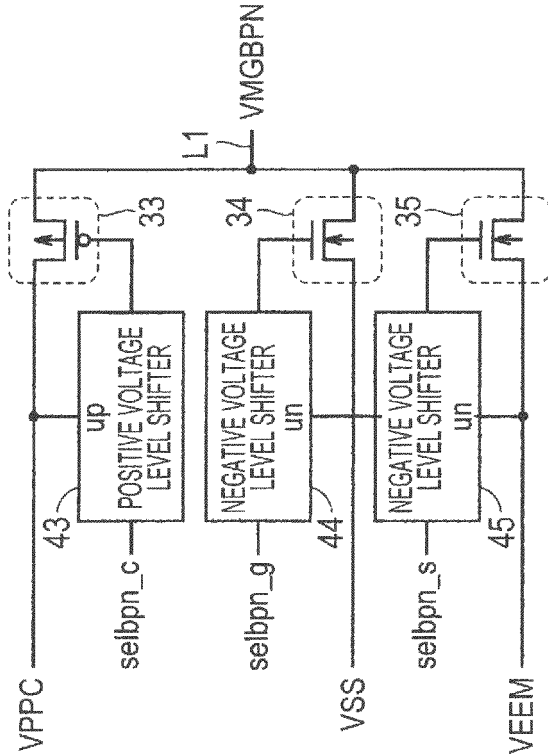 VPPC
43
up
POSITIVE VOLTAGE
LEVEL SHIFTER
selbpn_c
33
L1
VMGBPN
selbpn_g
NEGATIVE VOLTAGE
LEVEL SHIFTER
un
44
34
VSS
selbpn_s
NEGATIVE VOLTAGE
LEVEL SHIFTER
un
45
35
VEEM